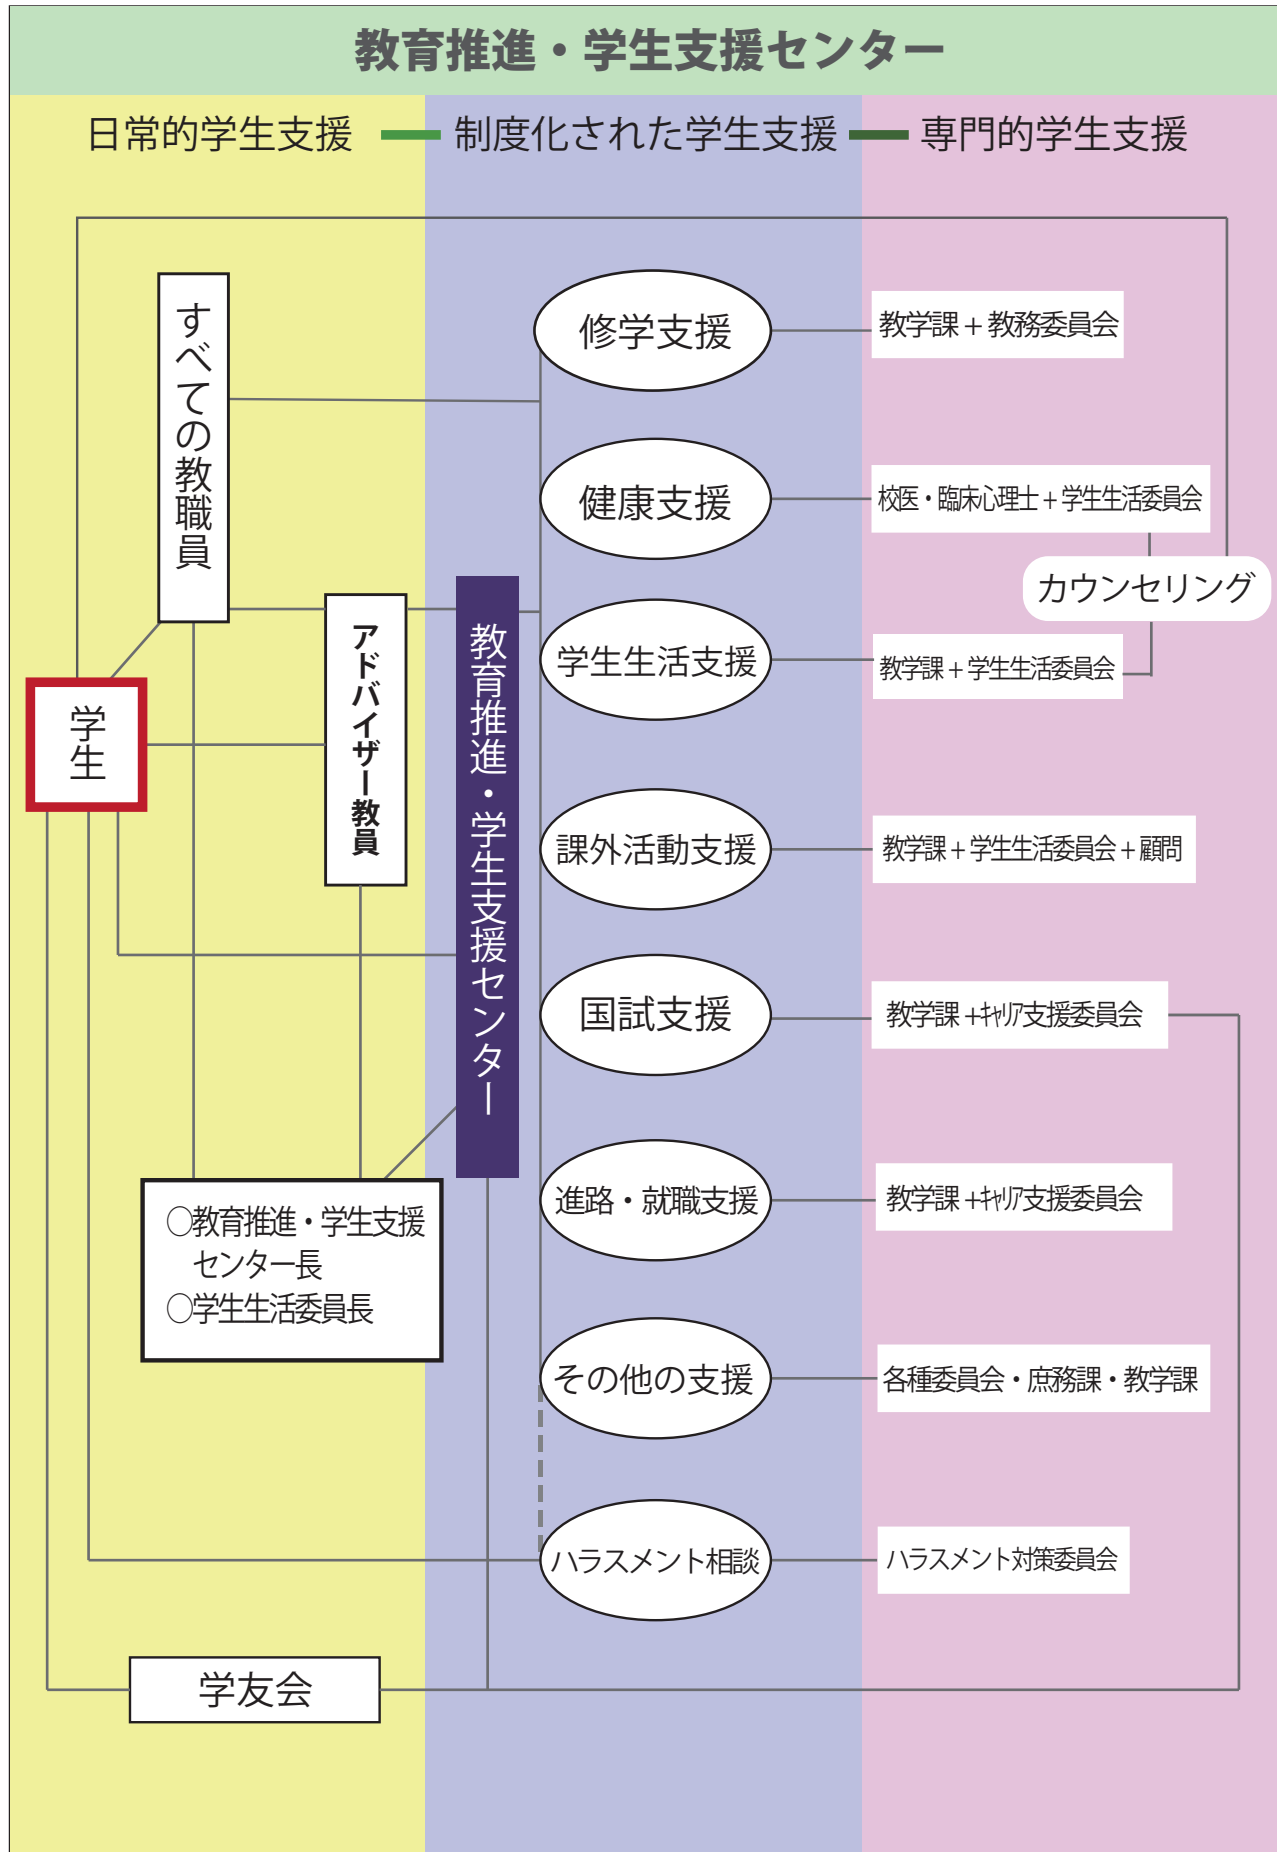 教育推進・学生支援センター
日常的学生支援
制度化された学生支援
専門的学生支援
すべての教職員
アドバイザー教員
学生
教育推進・学生支援センター
○教育推進・学生支援
センター長
○学生生活委員長
学友会
修学支援
教学課+教務委員会
健康支援
校医・臨床心理士+学生生活委員会
カウンセリング
学生生活支援
教学課+学生生活委員会
課外活動支援
教学課+学生生活委員会+顧問
国試支援
教学課+キャリア支援委員会
進路・就職支援
教学課+キャリア支援委員会
その他の支援
各種委員会・庶務課・教学課
ハラスメント相談
ハラスメント対策委員会